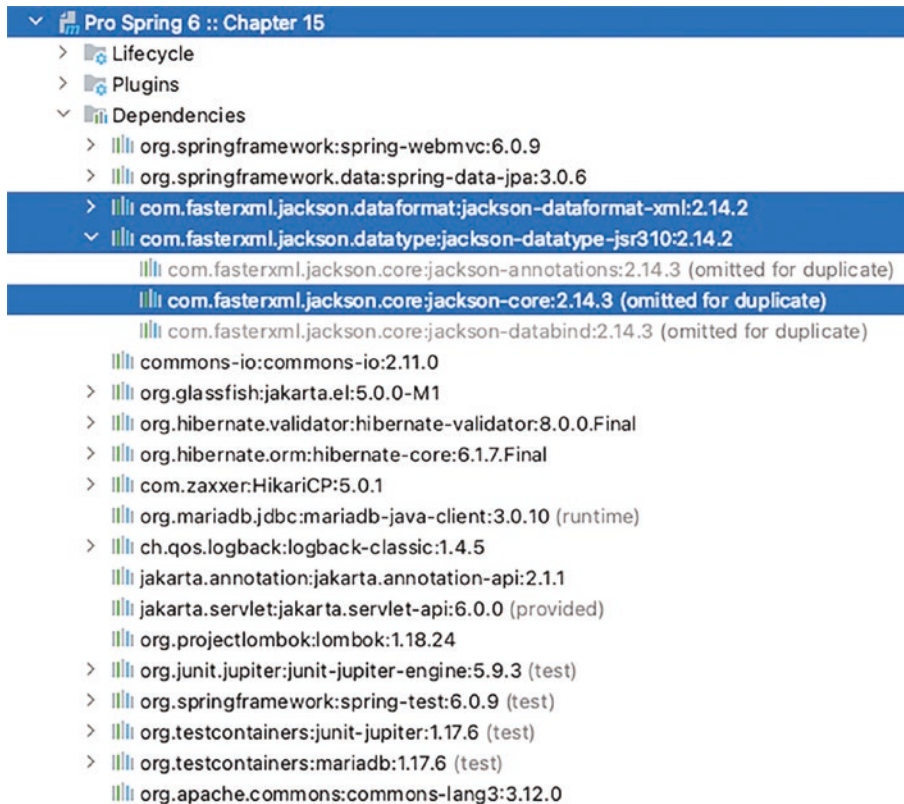 Pro Spring 6 :: Chapter 15
Lifecycle
Plugins
Dependencies
org.springframework:spring-webmvc:6.0.9
org.springframework.data:spring-data-jpa:3.0.6
com.fasterxml.jackson.dataformat:jackson-dataformat-xml:2.14.2
com.fasterxml.jackson.datatype:jackson-datatype-jsr310:2.14.2
com.fasterxml.jackson.core:jackson-annotations:2.14.3 (omitted for duplicate)
com.fasterxml.jackson.core:jackson-core:2.14.3 (omitted for duplicate)
com.fasterxml.jackson.core:jackson-databind:2.14.3 (omitted for duplicate)
commons-io:commons-io:2.11.0
org.glassfish:jakarta.el:5.0.0-M1
org.hibernate.validator:hibernate-validator:8.0.0.Final
org.hibernate.orm:hibernate-core:6.1.7.Final
com.zaxxer:HikariCP:5.0.1
org.mariadb.jdbc:mariadb-java-client:3.0.10 (runtime)
ch.qos.logback:logback-classic:1.4.5
jakarta.annotation:jakarta.annotation-api:2.1.1
jakarta.servlet:jakarta.servlet-api:6.0.0 (provided)
org.projectlombok:lombok:1.18.24
org.junit.jupiter:junit-jupiter-engine:5.9.3 (test)
org.springframework:spring-test:6.0.9 (test)
org.testcontainers:junit-jupiter:1.17.6 (test)
org.testcontainers:mariadb:1.17.6 (test)
org.apache.commons:commons-lang3:3.12.0